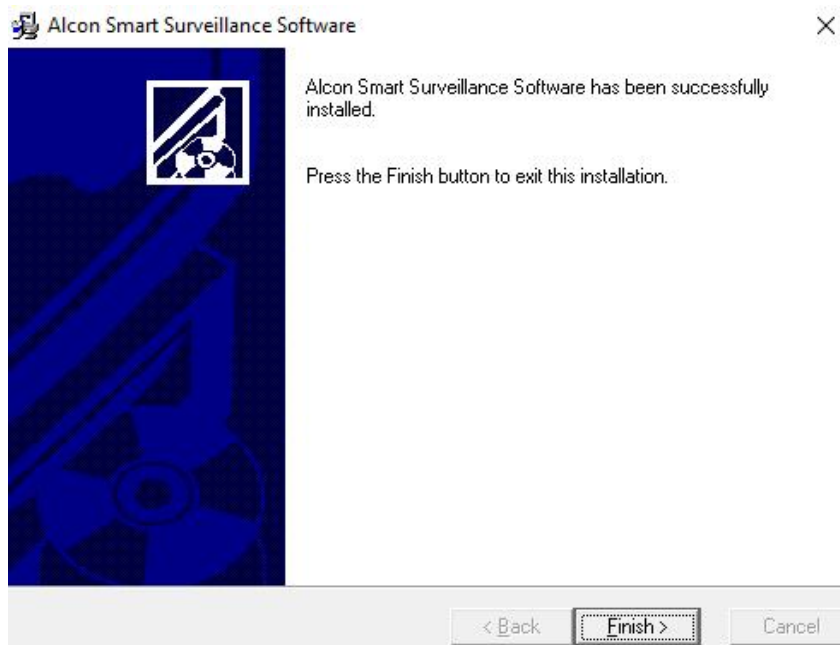 Alcon Smart Surveillance Software
Alcon Smart Surveillance Software has been successfully
installed.
Press the Finish button to exit this installation.
< Back
Finish >
Cancel